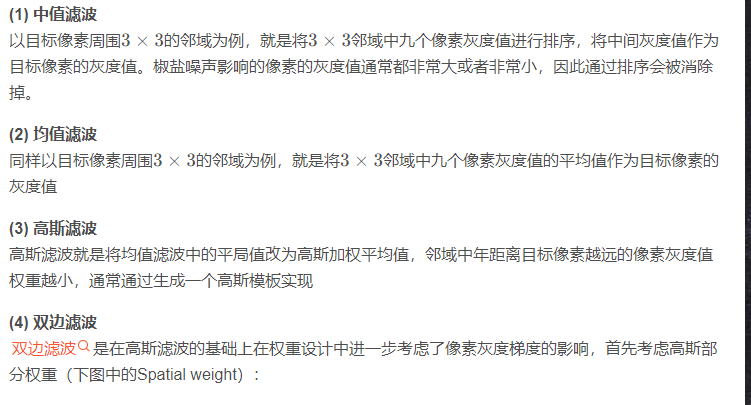 (1) 中值滤波
以目标像素周围3 × 3的邻域为例，就是将3 × 3邻域中九个像素灰度值进行排序，将中间灰度值作为
目标像素的灰度值。椒盐噪声影响的像素的灰度值通常都非常大或者非常小，因此通过排序会被消除
掉。
(2) 均值滤波
同样以目标像素周围3 × 3的邻域为例，就是将3 × 3邻域中九个像素灰度值的平均值作为目标像素的
灰度值
(3) 高斯滤波
高斯滤波就是将均值滤波中的平局值改为高斯加权平均值，邻域中年距离目标像素越远的像素灰度值
权重越小，通常通过生成一个高斯模板实现
(4) 双边滤波
双边滤波是在高斯滤波的基础上在权重设计中进一步考虑了像素灰度梯度的影响，首先考虑高斯部
分权重（下图中的Spatial weight）：